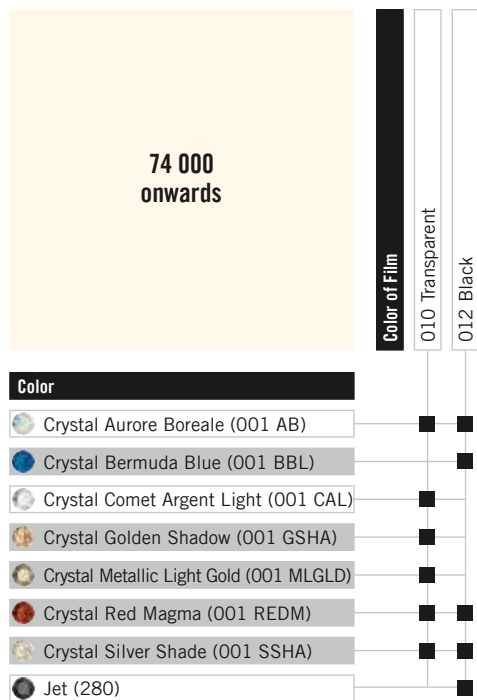 74 000
onwards
Color of Film
010 Transparent
012 Black
Color
Crystal Aurore Boreale (001 AB)
Crystal Bermuda Blue (001 BBL)
Crystal Comet Argent Light (001 CAL)
Crystal Golden Shadow (001 GSHA)
Crystal Metallic Light Gold (001 MLGLD)
Crystal Red Magma (001 REDM)
Crystal Silver Shade (001 SSHA)
Jet (280)